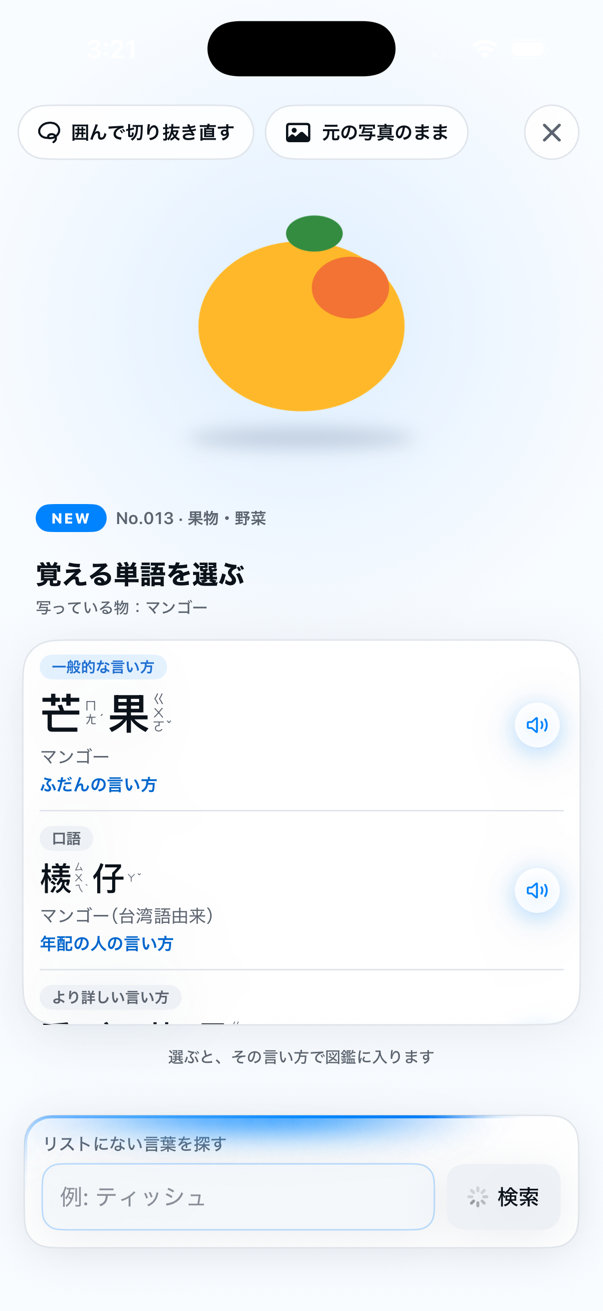 3:21
囲んで切り抜き直す
元の写真のまま
NEW No.013・果物・野菜
覚える単語を選ぶ
写っている物：マンゴー
一般的な言い方
芒ㄇㄤˊ果ㄍㄨㄛˇ
マンゴー
ふだんの言い方
口語
檨
仔
マンゴー（台湾語由来）
年配の人の言い方
より詳しい言い方
選ぶと、その言い方で図鑑に入ります
リストにない言葉を探す
例: ティッシュ
検索